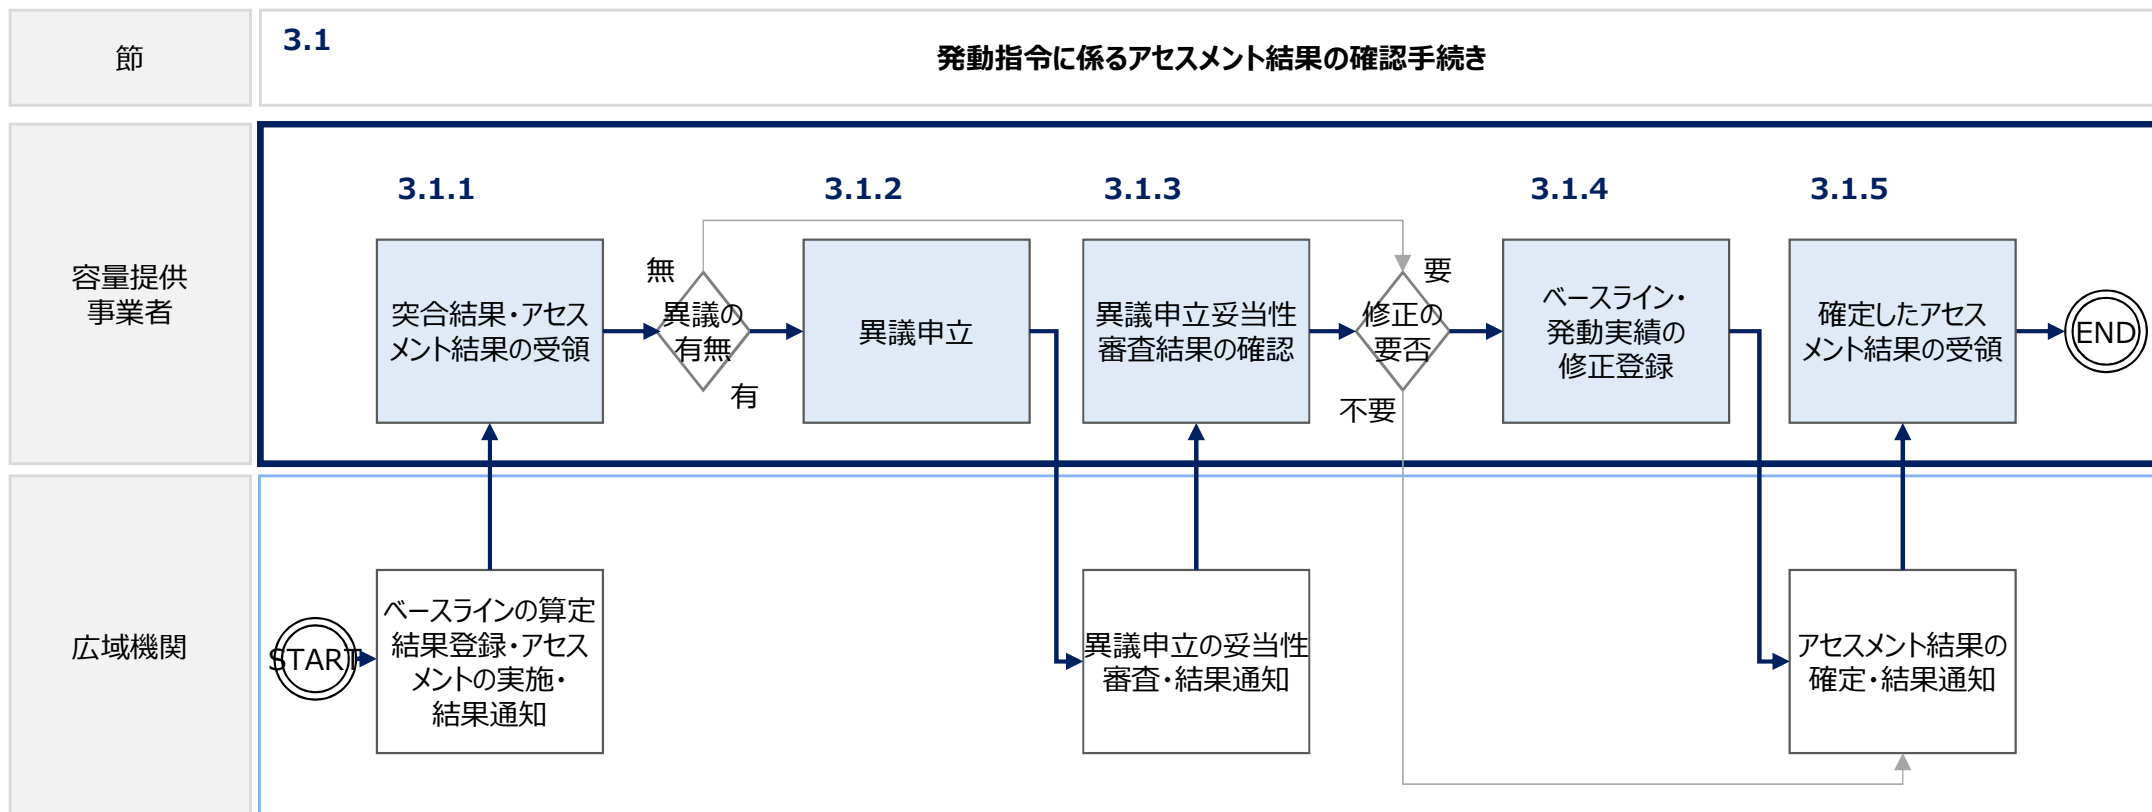 節
3.1
発動指令に係るアセスメント結果の確認手続き
容量提供
事業者
3.1.1
3.1.2
3.1.3
3.1.4
3.1.5
突合結果・アセス
メント結果の受領
無
異議の
有無
有
異議申立
異議申立妥当性
審査結果の確認
要
修正の
要否
不要
ベースライン・
発動実績の
修正登録
確定したアセス
メント結果の受領
END
広域機関
START
ベースラインの算定
結果登録・アセス
メントの実施・
結果通知
異議申立の妥当性
審査・結果通知
アセスメント結果の
確定・結果通知